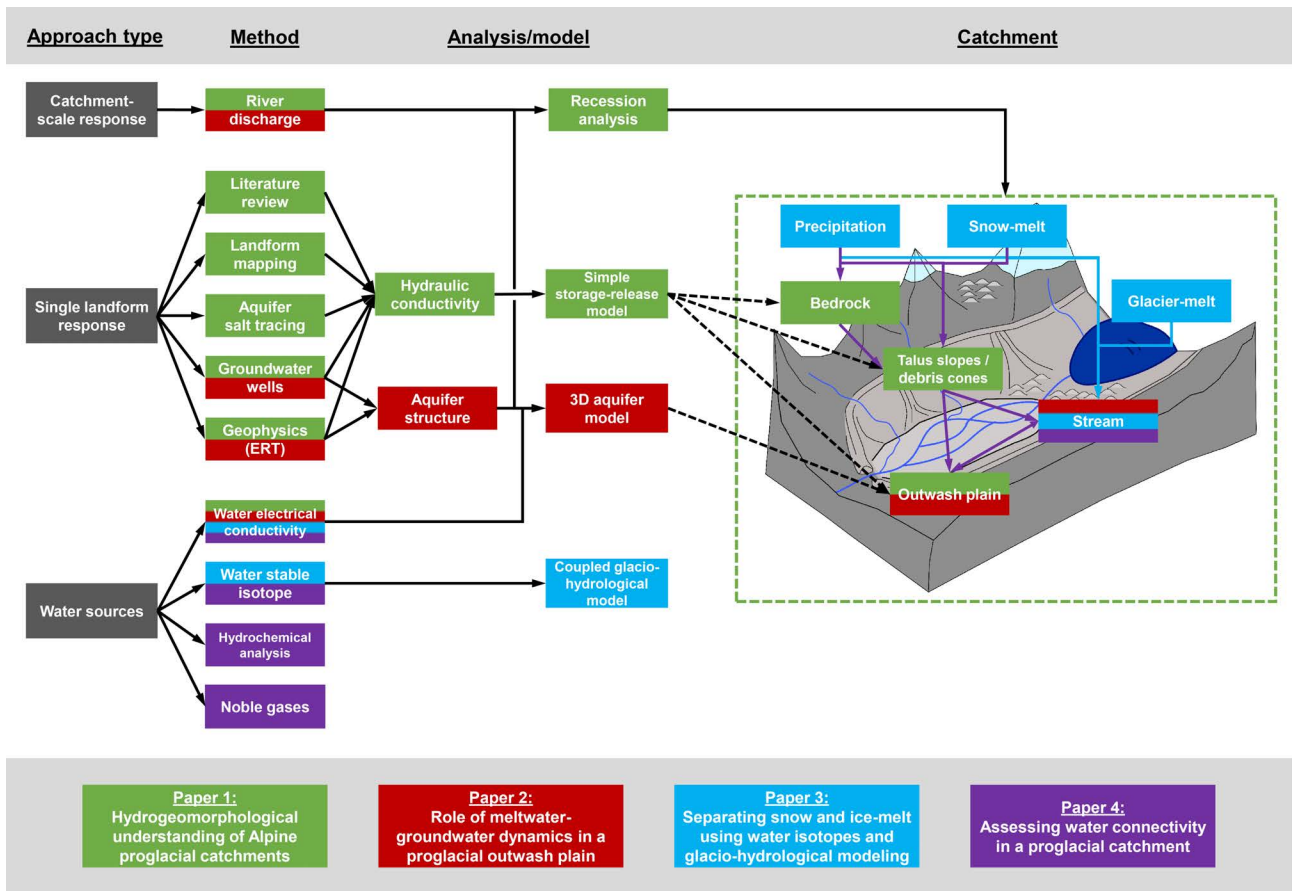 Approach type
Method
Analysis/model
Catchment
Catchment-
scale response
River
discharge
Recession
analysis
Literature
review
Landform
mapping
Single landform
response
Aquifer
salt tracing
Groundwater
wells
Geophysics
(ERT)
Hydraulic
conductivity
Simple
storage-release
model
Aquifer
structure
3D aquifer
model
Precipitation
Snow-melt
Bedrock
Glacier-melt
Talus slopes /
debris cones
Stream
Outwash plain
Water sources
Water electrical
conductivity
Water stable
isotope
Hydrochemical
analysis
Noble gases
Coupled glacio-
hydrological
model
Paper 1:
Hydrogeomorphological
understanding of Alpine
proglacial catchments
Paper 2:
Role of meltwater-
groundwater dynamics in a
proglacial outwash plain
Paper 3:
Separating snow and ice-melt
using water isotopes and
glacio-hydrological modeling
Paper 4:
Assessing water connectivity
in a proglacial catchment